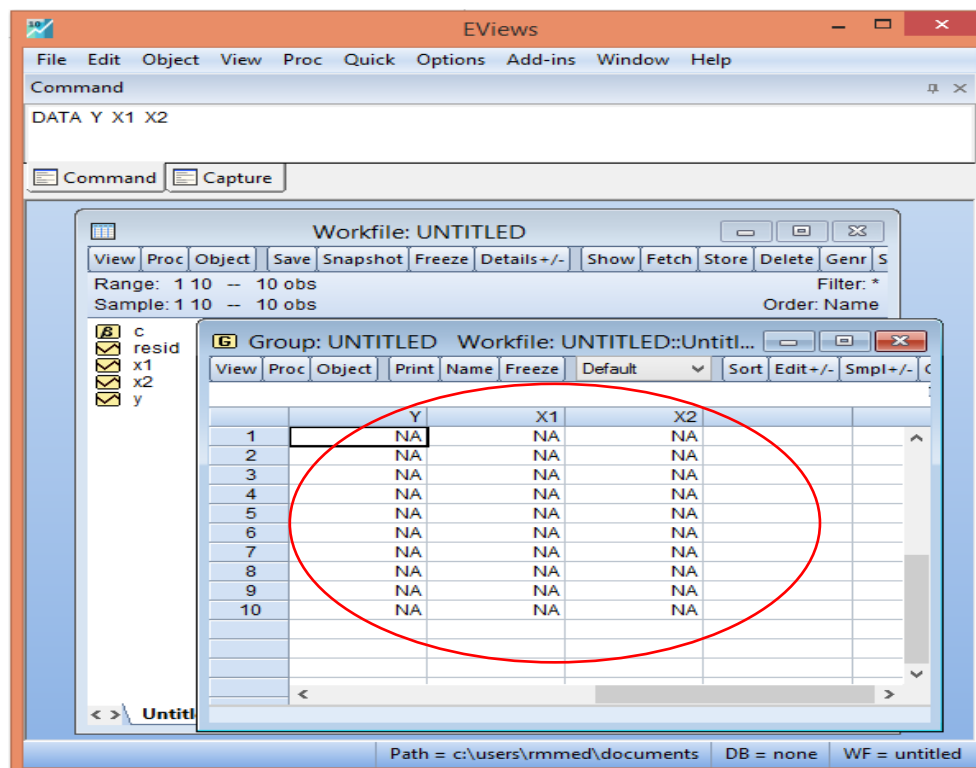 EViews
File Edit Object View Proc Quick Options Add-ins Window Help
Command
DATA Y X1 X2
Command Capture
Workfile: UNTITLED
View Proc Object Save Snapshot Freeze Details+/- Show Fetch Store Delete Genr S
Range: 1 10 -- 10 obs Filter: *
Sample: 1 10 -- 10 obs Order: Name
c
resid
x1
x2
y
Group: UNTITLED Workfile: UNTITLED::Untitl...
View Proc Object Print Name Freeze Default Sort Edit+/- Smpl+/-
Y X1 X2
1 NA NA NA
2 NA NA NA
3 NA NA NA
4 NA NA NA
5 NA NA NA
6 NA NA NA
7 NA NA NA
8 NA NA NA
9 NA NA NA
10 NA NA NA
Path = c:\users\rmmed\documents DB = none WF = untitled